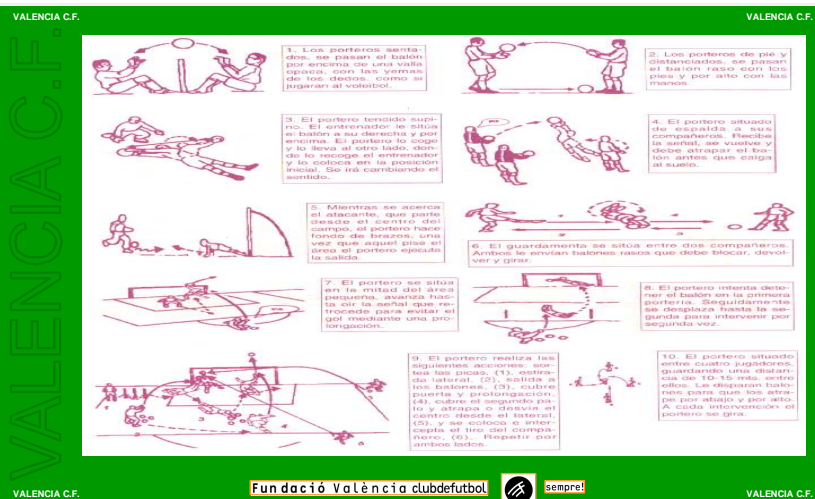 VALENCIA C.F.
VALENCIA C.F.
VALENCIA C.F.
1. Los porteros senta-
dos, se pasan el balón
por encima de una valla
opaca, con las yemas
de los dedos, como si
jugaran al voleibol.
2. Los porteros de pié y
distanciados, se pasan
el balón raso con los
pies y por alto con las
manos.
3. El portero tendido supi-
no. El entrenador le sitúa
el balón a su derecha y por
encima. El portero lo coge
y lo lleva al otro lado, don-
do lo recoge el entrenador
y lo coloca en la posición
inicial. Se irá cambiando el
sentido.
4. El portero situado
de espalda a sus
compañeros. Recibe
la señal, se vuelve y
debe atrapar el ba-
lón antes que caiga
al suelo.
5. Mientras se acerca
el atacante, que parte
desde el centro del
campo, el portero hace
fondo de brazos, una
vez que aquel pise el
área el portero ejecuta
la salida.
6. El guardameta se sitúa entre dos compañeros.
Ambos le envían balones rasos que debe blocar, devol-
ver y girar.
7. El portero se sitúa
en la mitad del área
pequeña, avanza has-
ta oir la señal que re-
trocede para evitar el
gol mediante una pro-
longación.
8. El portero intenta dete-
ner el balón en la primera
portería. Seguidamente
se desplaza hasta la se-
gunda para intervenir por
segunda vez.
9. El portero realiza las
siguientes acciones: sor-
tea las picas, (1), estira-
da lateral, (2), salida a
los balones, (3), cubre
puerta y prolongación,
(4), cubre el segundo pa-
lo y atrapa o desvía el
centro desde el lateral,
(5), y se coloca e inter-
cepta el tiro del compa-
ñero, (6). Repetir por
ambos lados.
10. El portero situado
entre cuatro jugadores,
guardando una distan-
cia de 10-15 mts. entre
ellos. Le disparan balo-
nes para que los atra-
pe por abajo y por alto.
A cada intervención el
portero se gira.
VALENCIA C.F.
Fundació València clubdefutbol
sempre!
VALENCIA C.F.